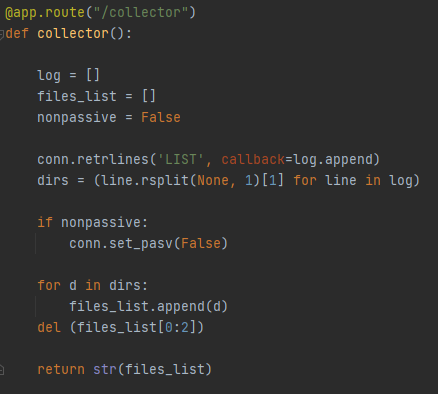 @app.route("/collector")
def collector():
    log = []
    files_list = []
    nonpassive = False
    conn.retrlines('LIST', callback=log.append)
    dirs = (line.rsplit(None, 1)[1] for line in log)
    if nonpassive:
        conn.set_pasv(False)
    for d in dirs:
        files_list.append(d)
    del (files_list[0:2])
    return str(files_list)